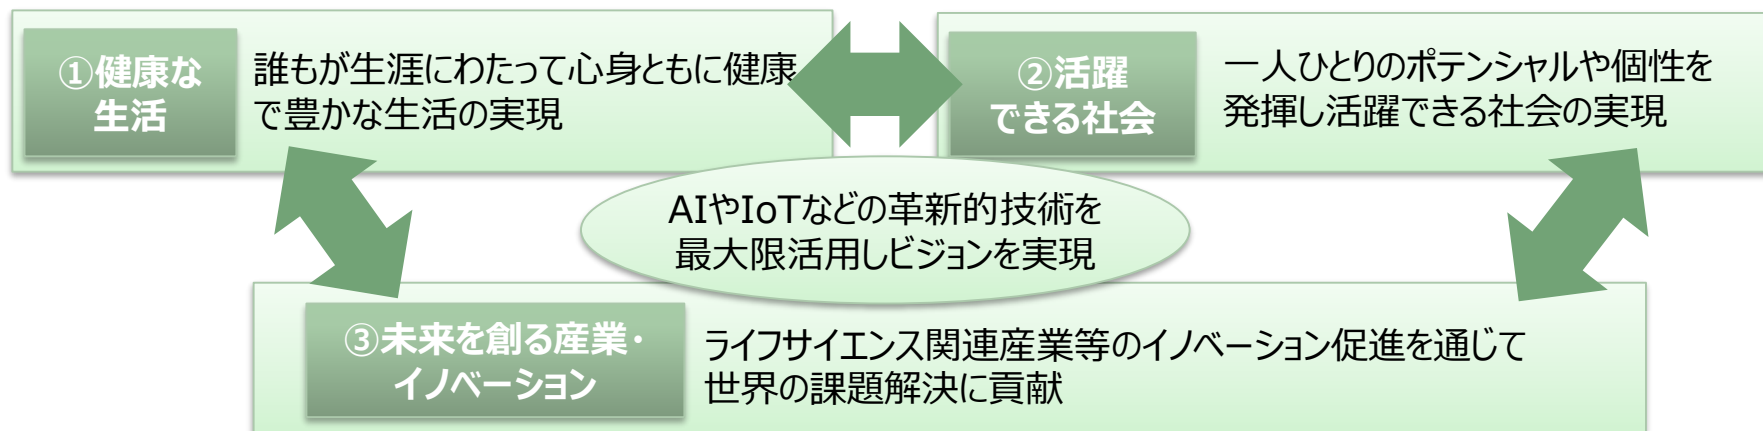 ①健康な
生活
誰もが生涯にわたって心身ともに健康
で豊かな生活の実現
②活躍
できる社会
一人ひとりのポテンシャルや個性を
発揮し活躍できる社会の実現
AIやIoTなどの革新的技術を
最大限活用しビジョンを実現
③未来を創る産業・
イノベーション
ライフサイエンス関連産業等のイノベーション促進を通じて
世界の課題解決に貢献